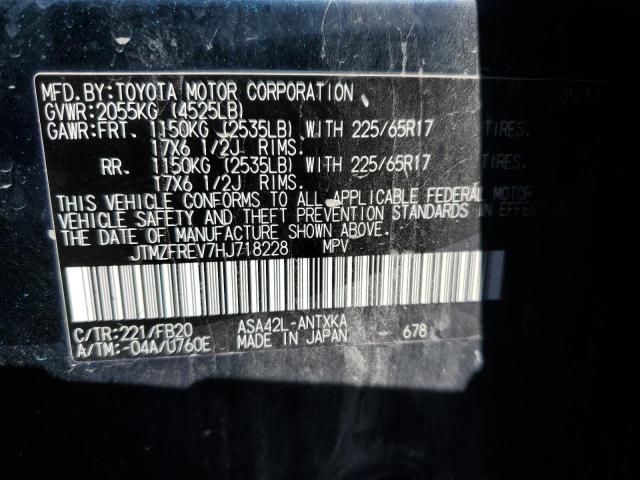 MFD.BY:TOYOTA MOTOR CORPORATION 05/17
GVWR:2055KG (4525LB)
GAWR:FRT. 1150KG (2535LB) WITH 225/65R17 TIRES.
17X6 1/2J RIMS.
RR. 1150KG (2535LB) WITH 225/65R17 TIRES.
17X6 1/2J RIMS.
THIS VEHICLE CONFORMS TO ALL APPLICABLE FEDERAL MOTOR
VEHICLE SAFETY AND THEFT PREVENTION STANDARDS IN EFFECT ON
THE DATE OF MANUFACTURE SHOWN ABOVE.
JTMZFREV7HJ718228 MPV
C/TR:221/FB20 ASA42L-ANTXKA
A/TM:-04A/U760E MADE IN JAPAN 678